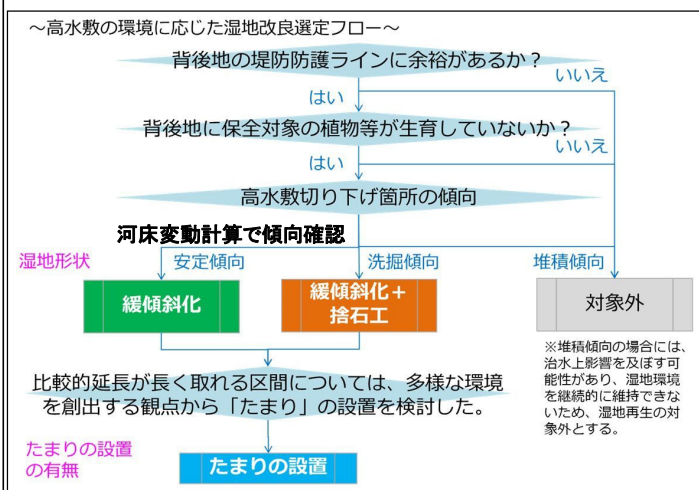 ～高水敷の環境に応じた湿地改良選定フロー～
背後地の堤防防護ラインに余裕があるか？
いいえ
はい
背後地に保全対象の植物等が生育していないか？
いいえ
はい
高水敷切り下げ箇所の傾向
河床変動計算で傾向確認
湿地形状
安定傾向
洗掘傾向
堆積傾向
緩傾斜化
緩傾斜化＋
捨石工
対象外
※堆積傾向の場合には、
治水上影響を及ぼす可
能性があり、湿地環境
を継続的に維持できな
いため、湿地再生の対
象外とする。
比較的延長が長く取れる区間については、多様な環境
を創出する観点から「たまり」の設置を検討した。
たまりの設置
の有無
たまりの設置